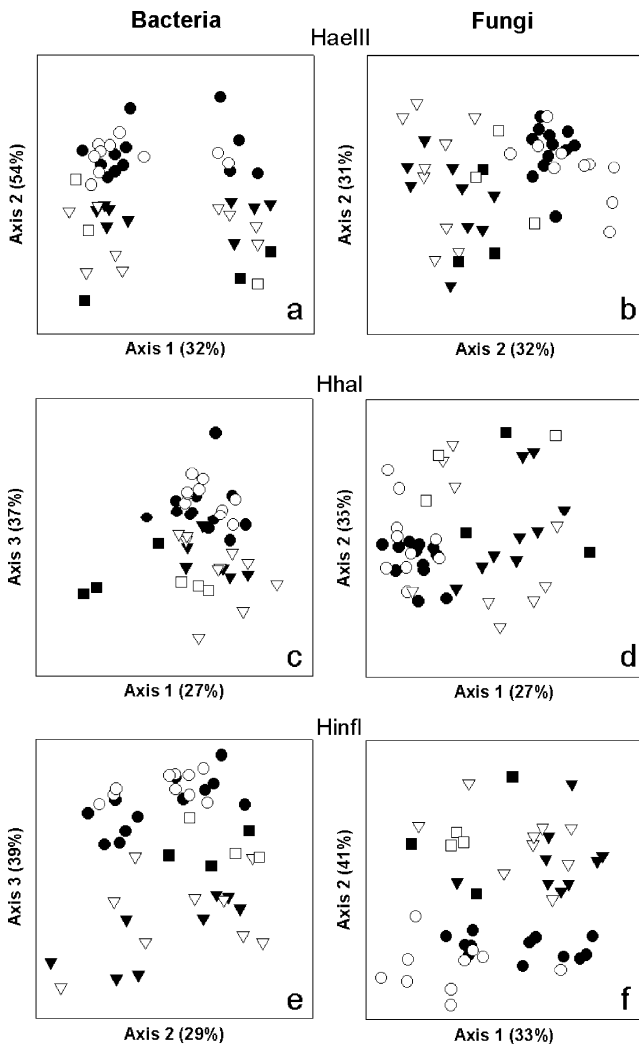 Bacteria
Fungi
HaeIII
Axis 2 (54%)
a
Axis 1 (32%)
Axis 2 (31%)
b
Axis 2 (32%)
HhaI
Axis 3 (37%)
c
Axis 1 (27%)
Axis 2 (35%)
d
Axis 1 (27%)
HinfI
Axis 3 (39%)
e
Axis 2 (29%)
Axis 2 (41%)
f
Axis 1 (33%)